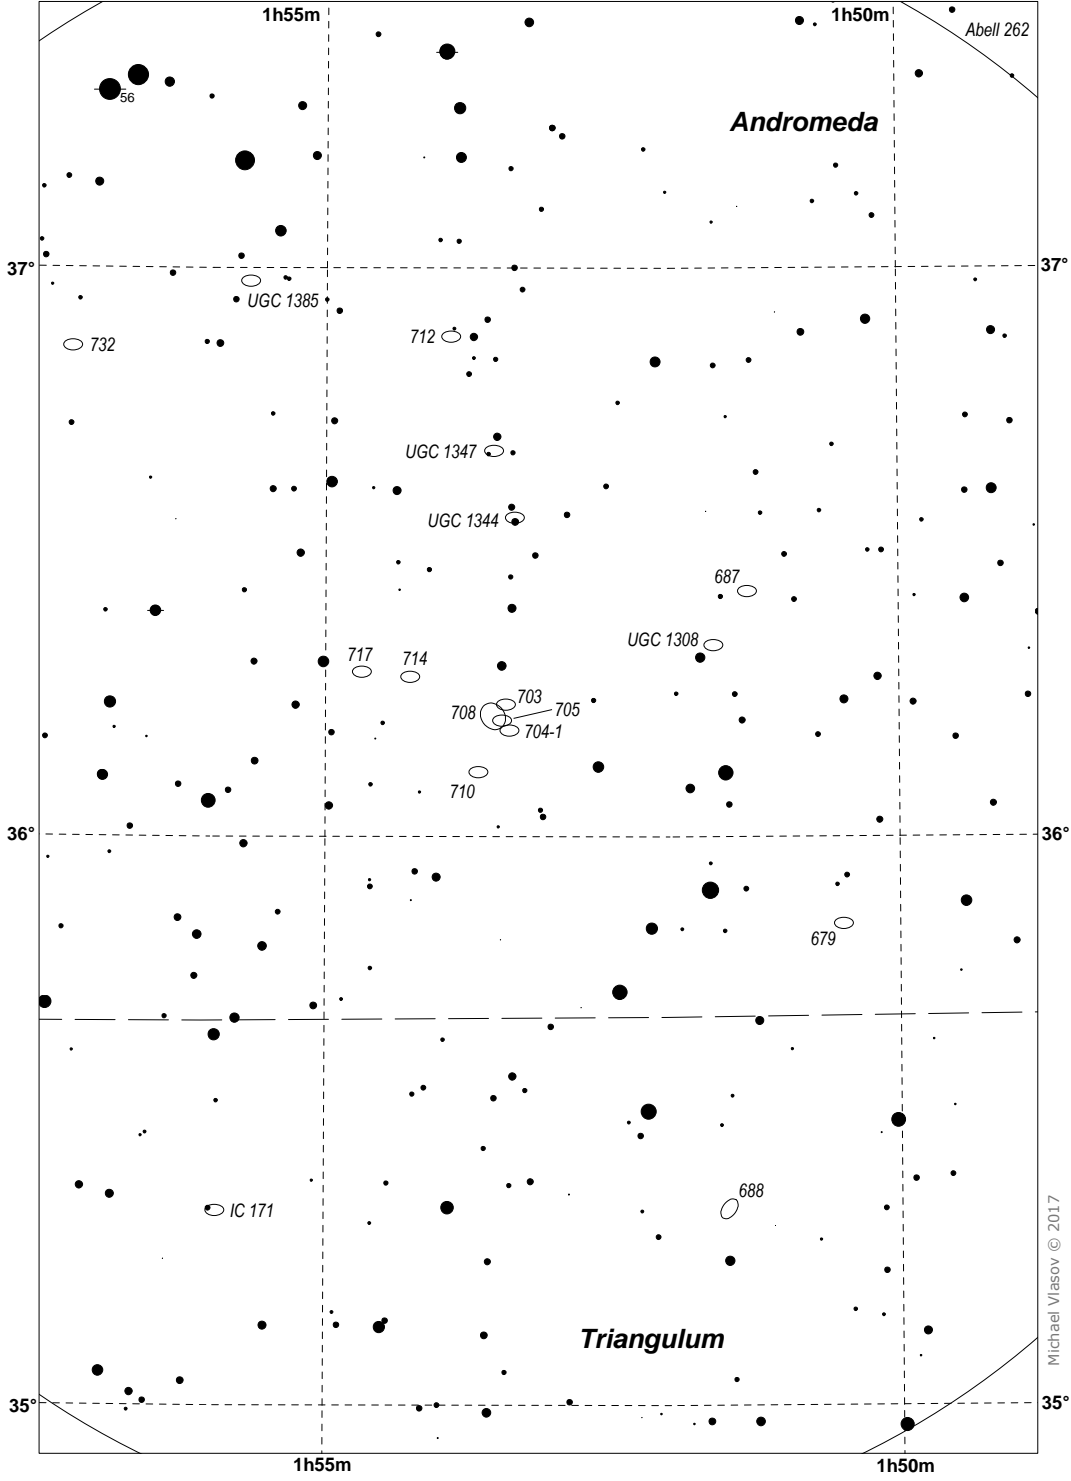 1h55m
1h50m
Abell 262
56
Andromeda
37°
37°
UGC 1385
732
712
UGC 1347
UGC 1344
687
UGC 1308
717
714
703
708
705
704-1
710
36°
36°
679
688
IC 171
Triangulum
Michael Vlasov © 2017
35°
35°
1h55m
1h50m